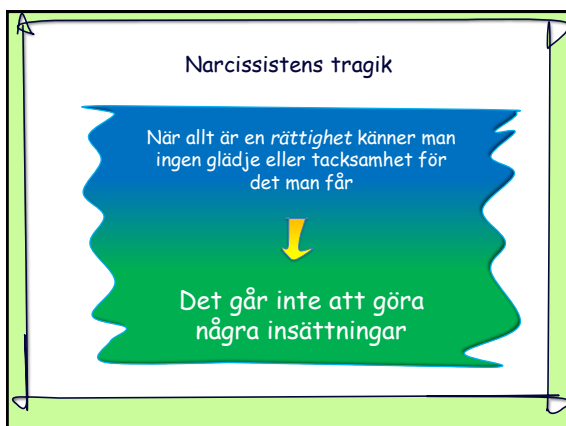 Narcissistens tragik
När allt är en rättighet känner man
ingen glädje eller tacksamhet för
det man får
Det går inte att göra
några insättningar